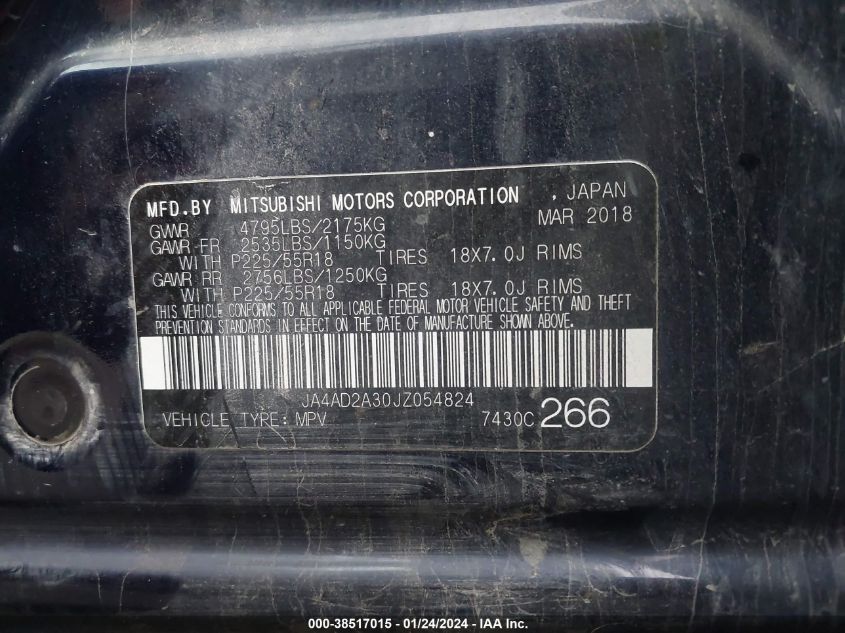 MFD.BY MITSUBISHI MOTORS CORPORATION , JAPAN
GVWR 4795LBS/2175KG MAR 2018
GAWR FR 2535LBS/1150KG
WITH P225/55R18 TIRES 18X7.0J RIMS
GAWR RR 2756LBS/1250KG
WITH P225/55R18 TIRES 18X7.0J RIMS
THIS VEHICLE CONFORMS TO ALL APPLICABLE FEDERAL MOTOR VEHICLE SAFETY AND THEFT
PREVENTION STANDARDS IN EFFECT ON THE DATE OF MANUFACTURE SHOWN ABOVE.
JA4AD2A30JZ054824
VEHICLE TYPE: MPV 7430C 266
000-38517015 - 01/24/2024 - IAA Inc.